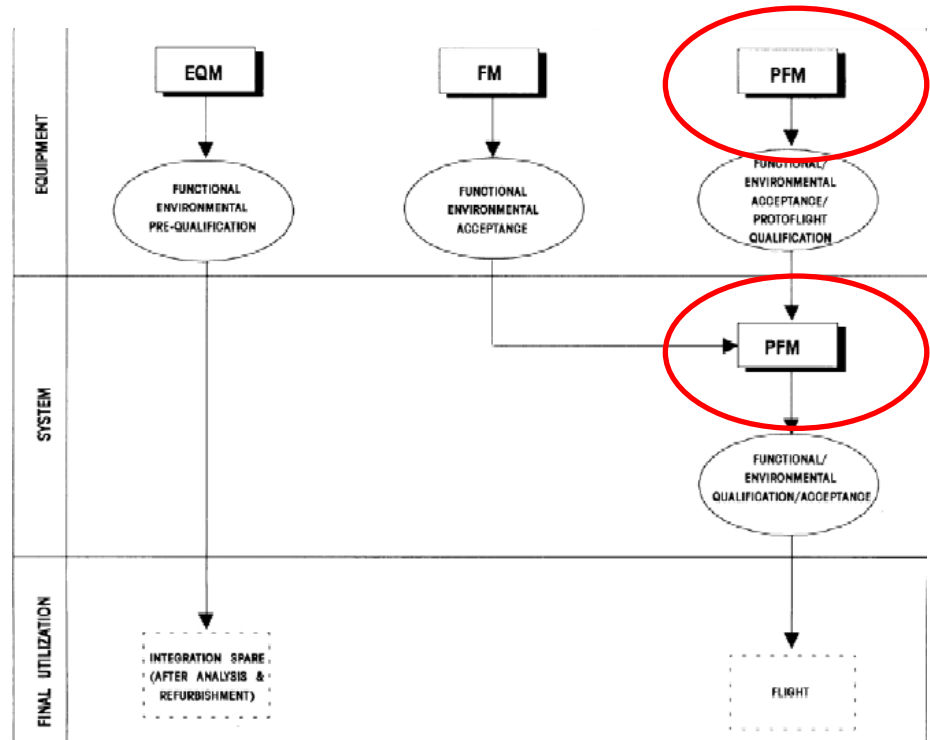 EQUIPMENT
EQM
FM
PFM
FUNCTIONAL
ENVIRONMENTAL
PRE-QUALIFICATION
FUNCTIONAL
ENVIRONMENTAL
ACCEPTANCE
FUNCTIONAL/
ENVIRONMENTAL
ACCEPTANCE/
PROTOFLIGHT
QUALIFICATION
SYSTEM
PFM
FUNCTIONAL/
ENVIRONMENTAL
QUALIFICATION/ACCEPTANCE
FINAL UTILIZATION
INTEGRATION SPARE
(AFTER ANALYSIS &
REFURBISHMENT)
FLIGHT